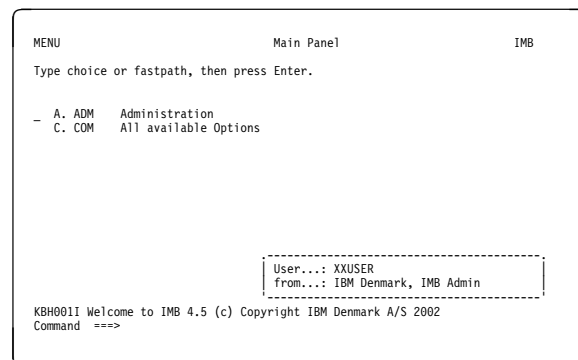 MENU Main Panel IMB
Type choice or fastpath, then press Enter.
_ A. ADM Administration
C. COM All available Options
User...: XXUSER
from...: IBM Denmark, IMB Admin
KBH001I Welcome to IMB 4.5 (c) Copyright IBM Denmark A/S 2002
Command ===>